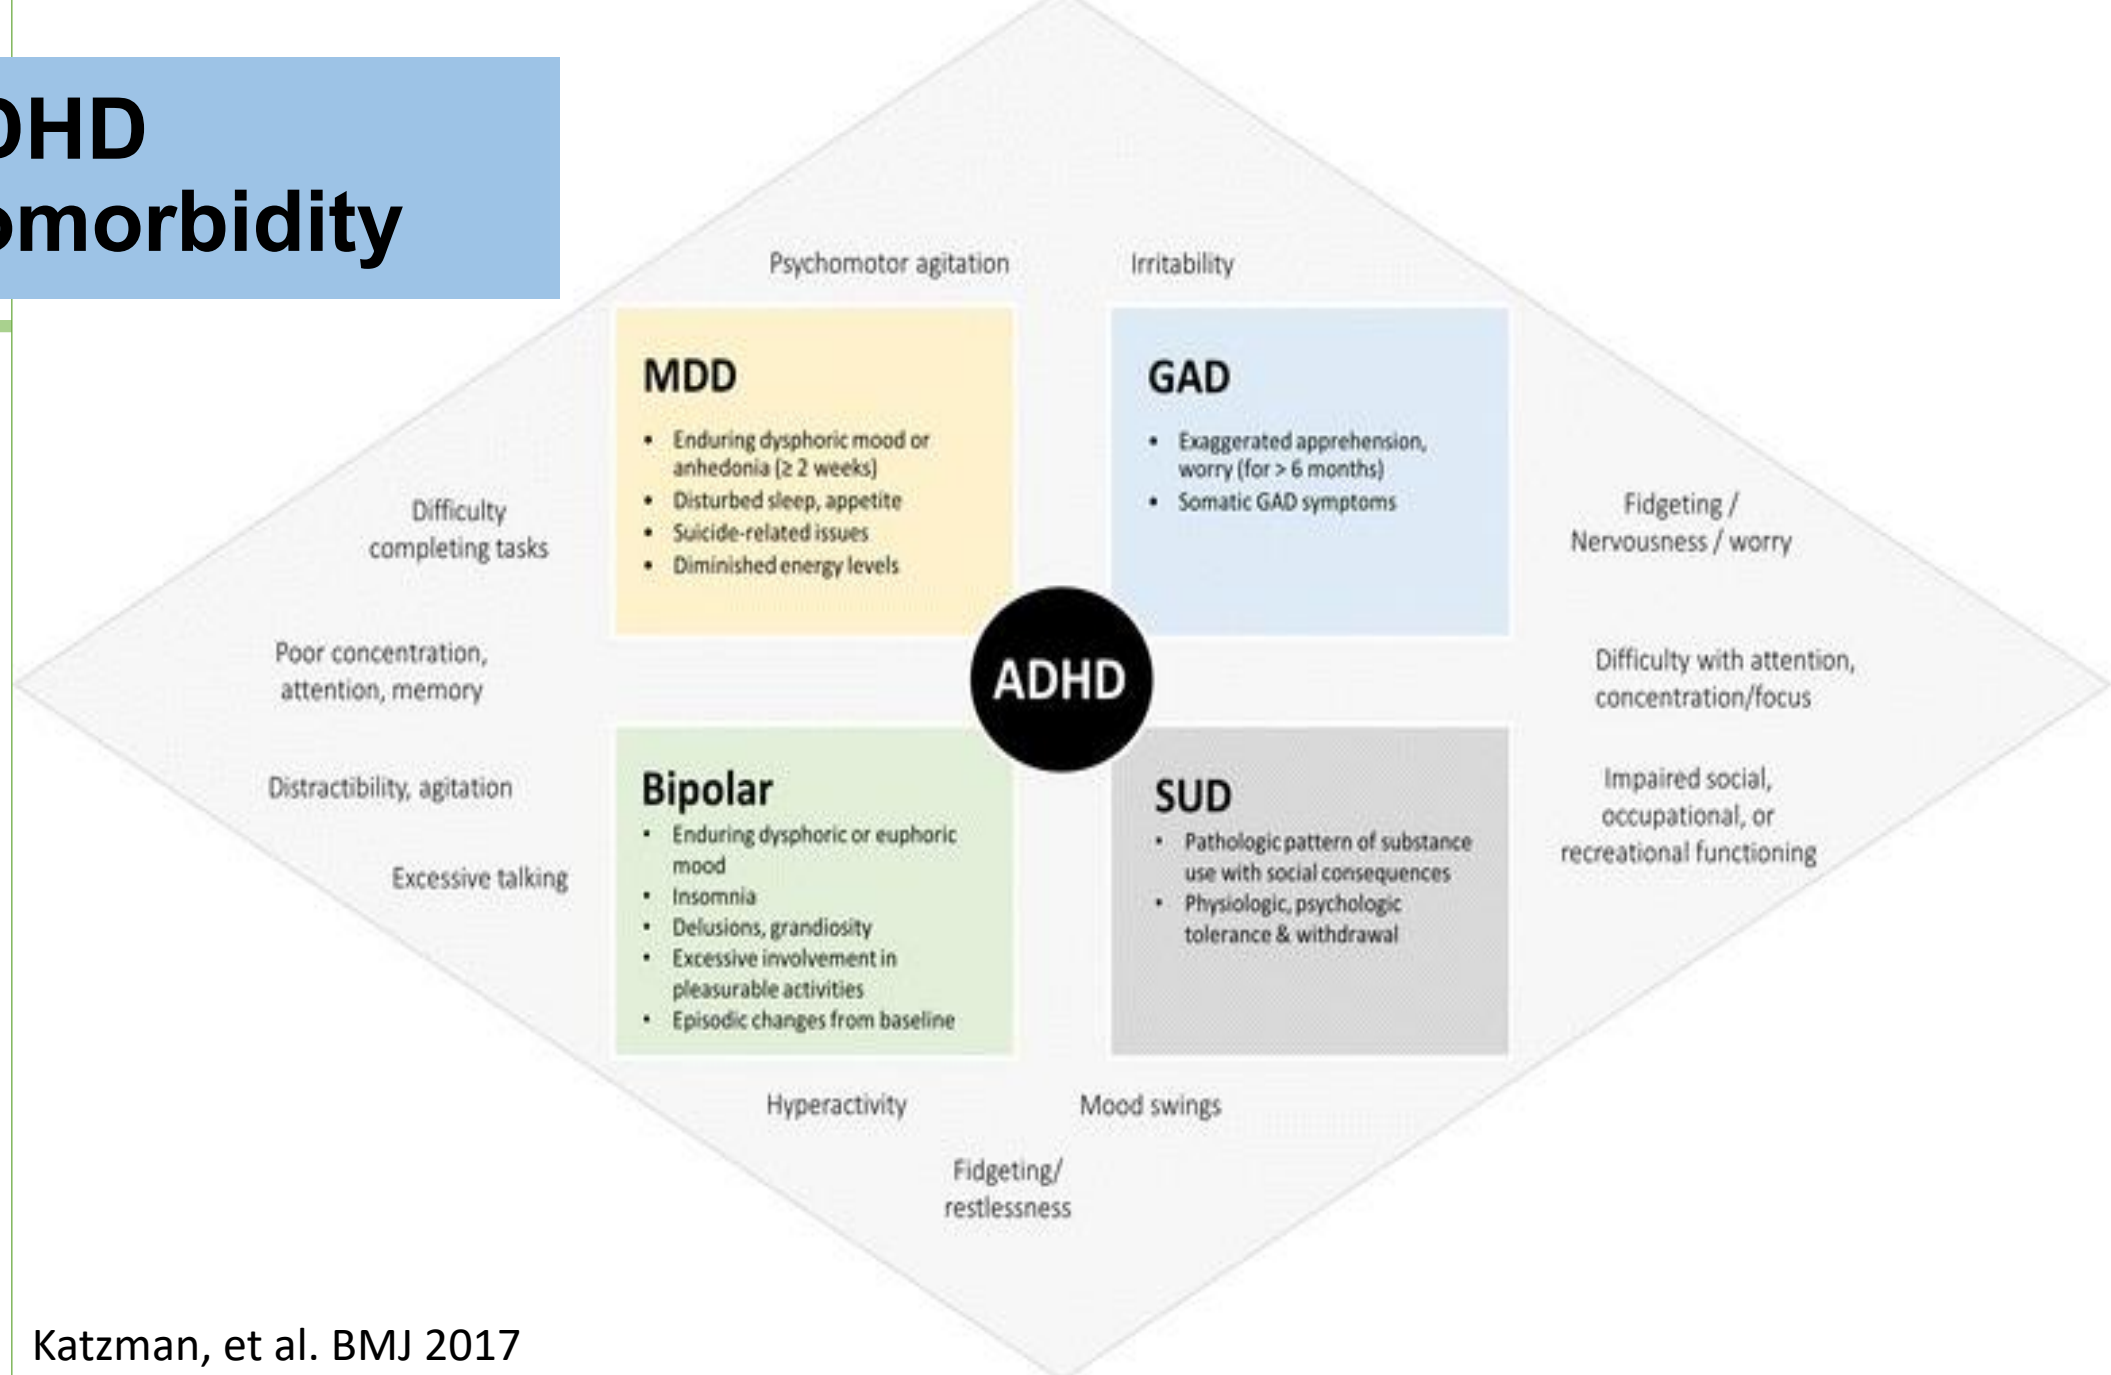 DHD
omorbidity
Psychomotor agitation
Irritability
MDD
• Enduring dysphoric mood or
anhedonia (≥ 2 weeks)
• Disturbed sleep, appetite
• Suicide-related issues
• Diminished energy levels
GAD
• Exaggerated apprehension,
worry (for > 6 months)
• Somatic GAD symptoms
Difficulty
completing tasks
Fidgeting /
Nervousness / worry
Poor concentration,
attention, memory
ADHD
Difficulty with attention,
concentration/focus
Distractibility, agitation
Excessive talking
Bipolar
• Enduring dysphoric or euphoric
mood
• Insomnia
• Delusions, grandiosity
• Excessive involvement in
pleasurable activities
• Episodic changes from baseline
SUD
• Pathologic pattern of substance
use with social consequences
• Physiologic, psychologic
tolerance & withdrawal
Impaired social,
occupational, or
recreational functioning
Hyperactivity
Mood swings
Fidgeting/
restlessness
Katzman, et al. BMJ 2017